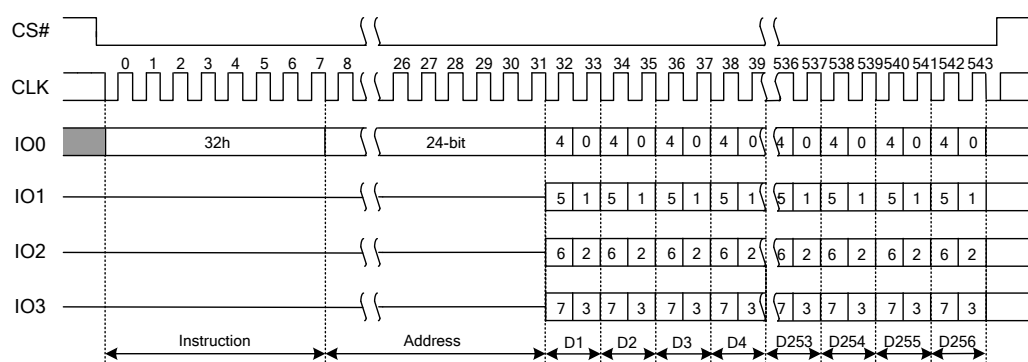 CS#
0 1 2 3 4 5 6 7 8 26 27 28 29 30 31 32 33 34 35 36 37 38 39 536 537 538 539 540 541 542 543
CLK
IO0 32h 24-bit 4 0 4 0 4 0 4 0 4 0 4 0 4 0 4 0
IO1 5 1 5 1 5 1 5 1 5 1 5 1 5 1 5 1
IO2 6 2 6 2 6 2 6 2 6 2 6 2 6 2 6 2
IO3 7 3 7 3 7 3 7 3 7 3 7 3 7 3 7 3
Instruction Address D1 D2 D3 D4 D253 D254 D255 D256